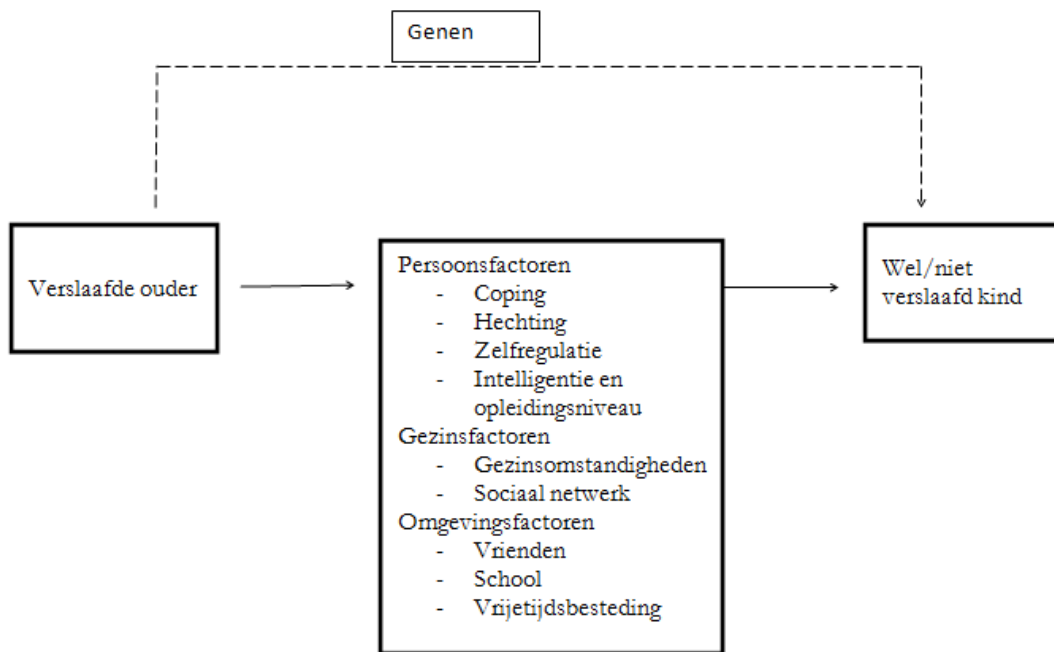 Genen
Verslaafde ouder
Persoonsfactoren
- Coping
- Hechting
- Zelfregulatie
- Intelligentie en
opleidingsniveau
Gezinsfactoren
- Gezinsomstandigheden
- Sociaal netwerk
Omgevingsfactoren
- Vrienden
- School
- Vrijetijdsbesteding
Wel/niet
verslaafd kind